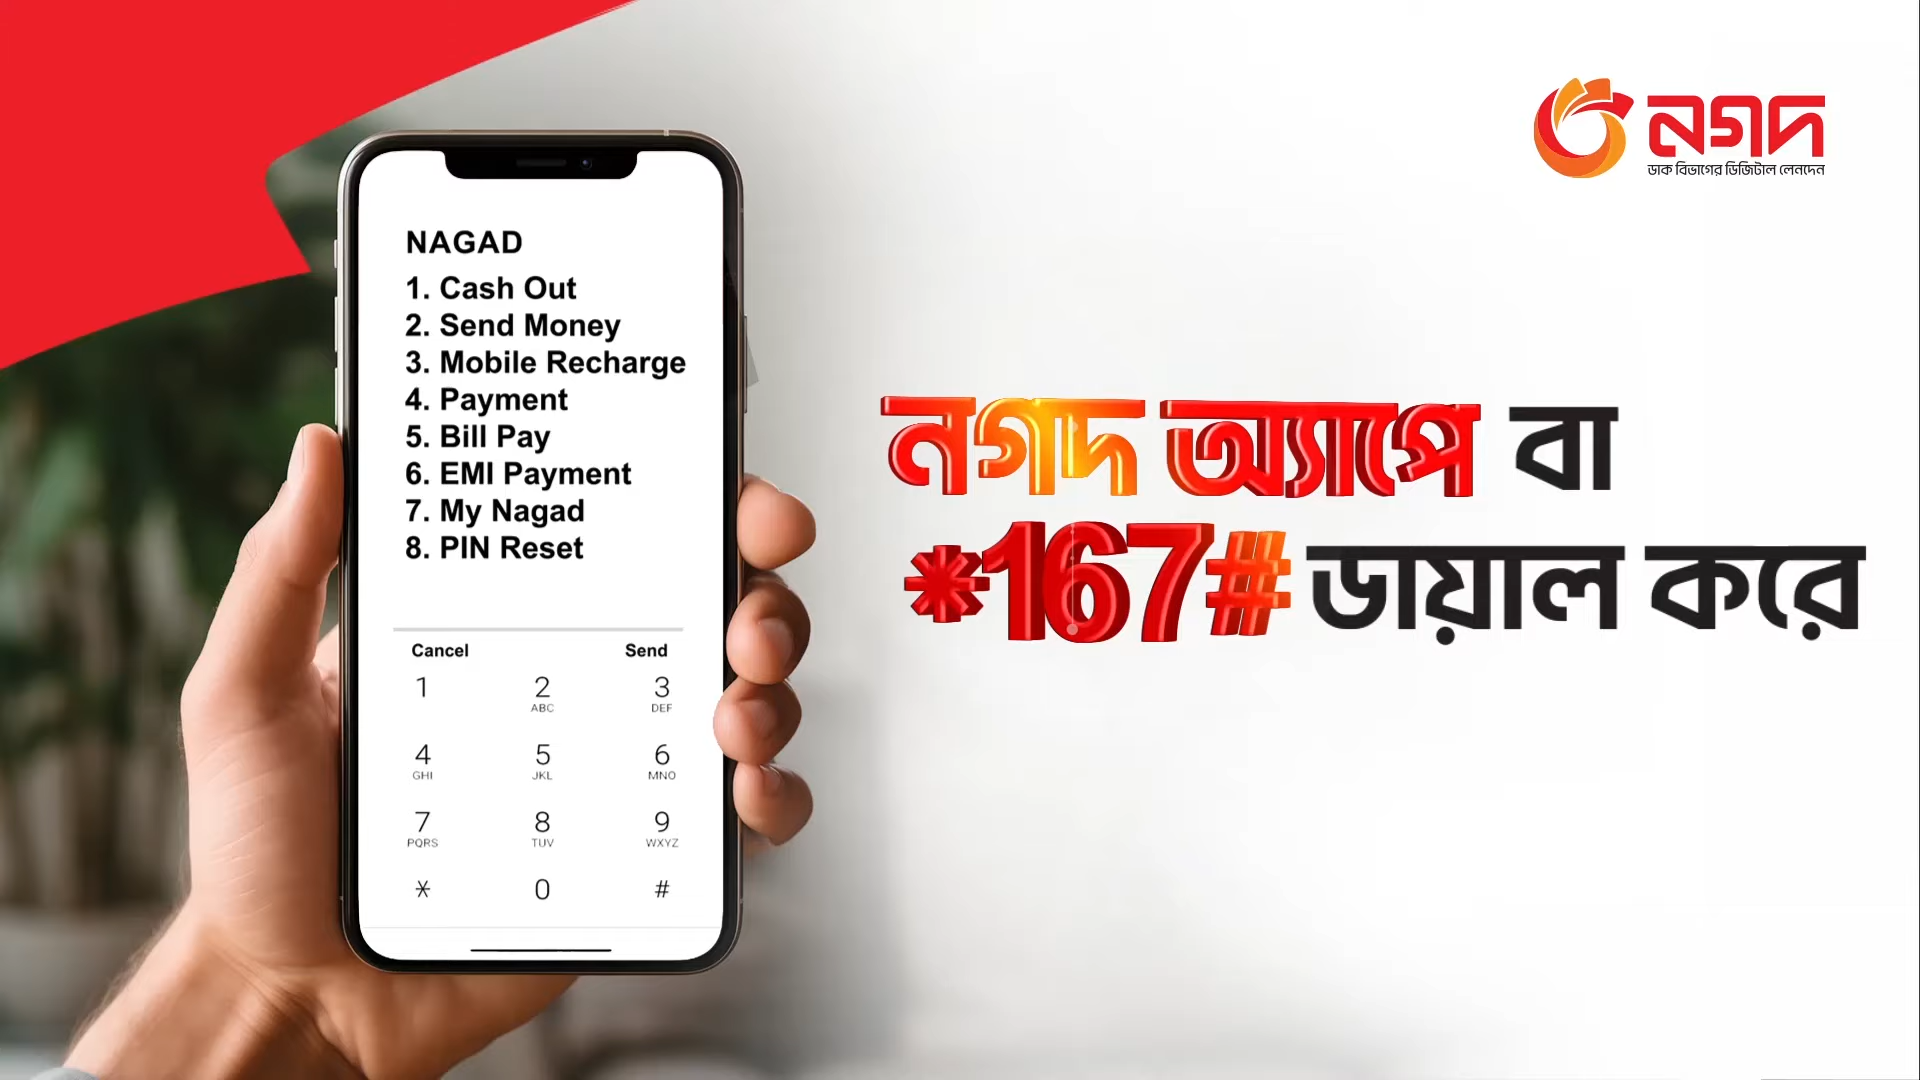 নগদ
ডাক বিভাগের ডিজিটাল লেনদেন
NAGAD
1. Cash Out
2. Send Money
3. Mobile Recharge
4. Payment
5. Bill Pay
6. EMI Payment
7. My Nagad
8. PIN Reset
Cancel Send
1 2 3
ABC DEF
4 5 6
GHI JKL MNO
7 8 9
PQRS TUV WXYZ
* 0 #
নগদ অ্যাপে বা
*167# ডায়াল করে